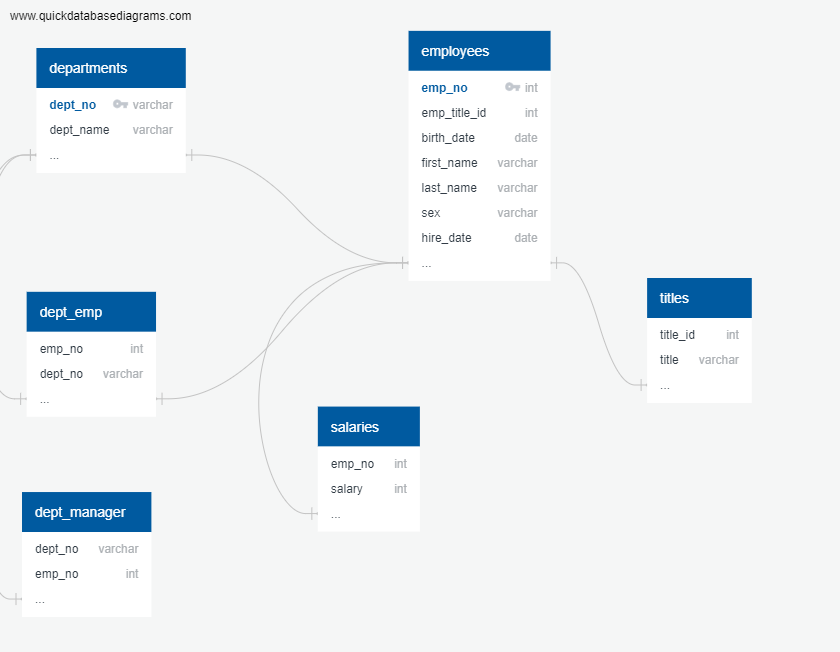 www.quickdatabasediagrams.com
departments
dept_no varchar
dept_name varchar
...
employees
emp_no int
emp_title_id int
birth_date date
first_name varchar
last_name varchar
sex varchar
hire_date date
...
dept_emp
emp_no int
dept_no varchar
...
titles
title_id int
title varchar
...
salaries
emp_no int
salary int
...
dept_manager
dept_no varchar
emp_no int
...